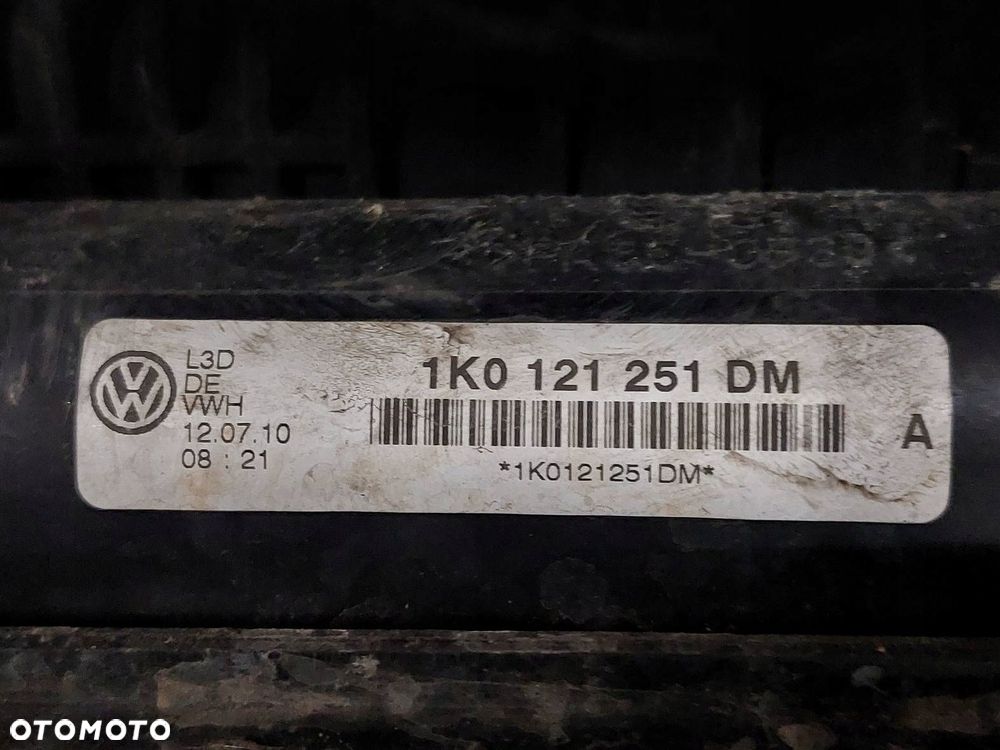 L3D
DE
VWH
12.07.10
08 : 21
1K0 121 251 DM
*1K0121251DM*
A
OTOMOTO